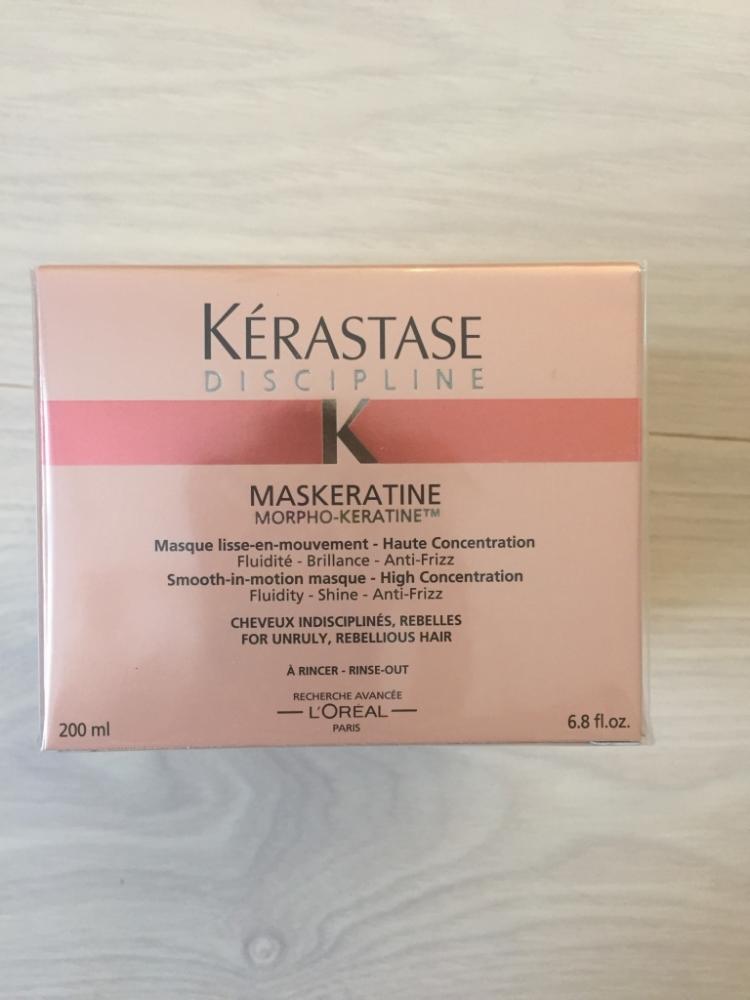 KÉRASTASE
DISCIPLINE
K
MASKERATINE
MORPHO-KERATINE™
Masque lisse-en-mouvement - Haute Concentration
Fluidité - Brillance - Anti-Frizz
Smooth-in-motion masque - High Concentration
Fluidity - Shine - Anti-Frizz
CHEVEUX INDISCIPLINÉS, REBELLES
FOR UNRULY, REBELLIOUS HAIR
À RINCER - RINSE-OUT
RECHERCHE AVANCÉE
L'ORÉAL
PARIS
200 ml
6.8 fl.oz.